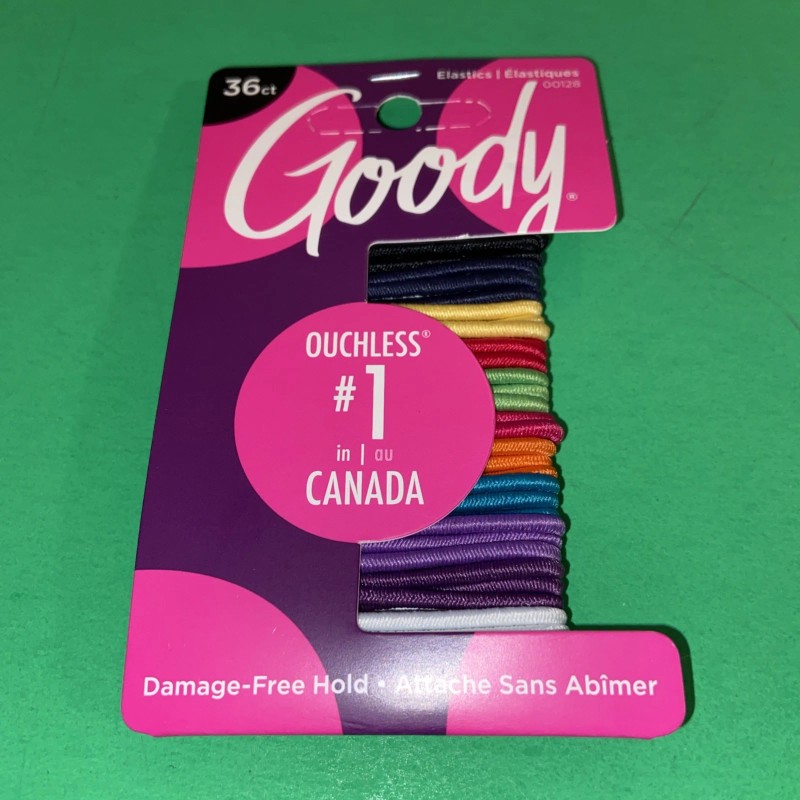 36ct
Elastics | Élastiques
00128
Goody®
OUCHLESS®
#1
in | au
CANADA
Damage-Free Hold • Attache Sans Abîmer